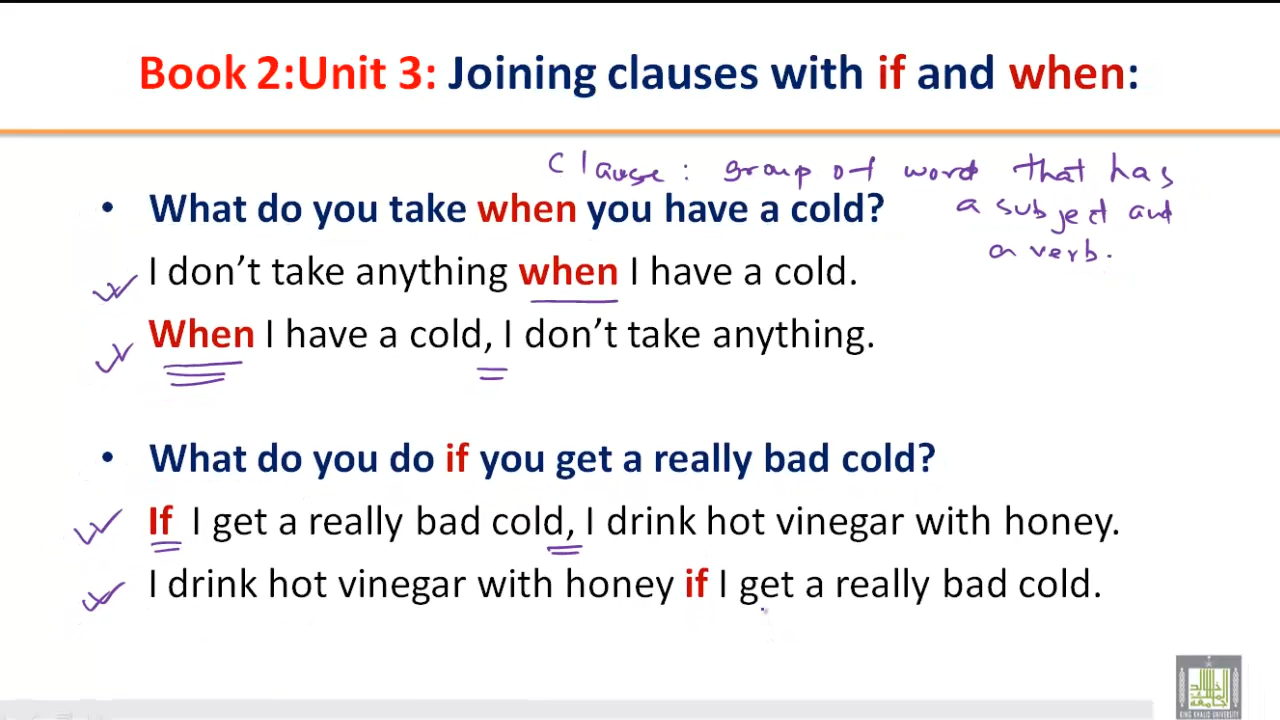 Book 2:Unit 3: Joining clauses with if and when:
Clause: group of word that has
a subject and
a verb.
• What do you take when you have a cold?
I don't take anything when I have a cold.
When I have a cold, I don't take anything.
• What do you do if you get a really bad cold?
If I get a really bad cold, I drink hot vinegar with honey.
I drink hot vinegar with honey if I get a really bad cold.
KING KHALID UNIVERSITY